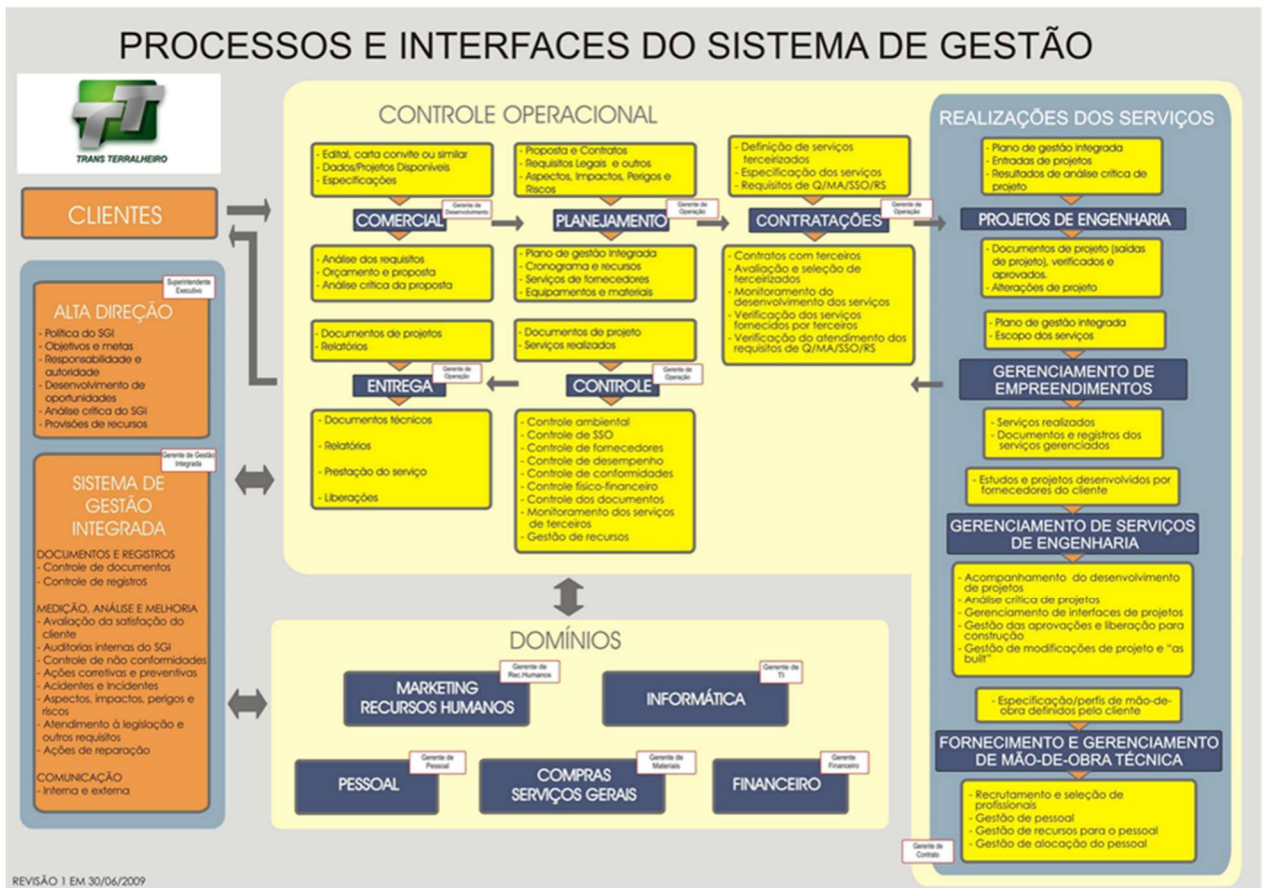 PROCESSOS E INTERFACES DO SISTEMA DE GESTÃO
TT
TRANS TERRALHEIRO
CLIENTES
Superintendente
Executivo
ALTA DIREÇÃO
- Política do SGI
- Objetivos e metas
- Responsabilidade e
autoridade
- Desenvolvimento de
oportunidades
- Análise crítica do SGI
- Provisões de recursos
Gerente de Gestão
Integrada
SISTEMA DE
GESTÃO
INTEGRADA
DOCUMENTOS E REGISTROS
- Controle de documentos
- Controle de registros
MEDIÇÃO, ANÁLISE E MELHORIA
- Avaliação da satisfação do
cliente
- Auditorias internas do SGI
- Controle de não conformidades
- Ações corretivas e preventivas
- Acidentes e Incidentes
- Aspectos, impactos, perigos e
riscos
- Atendimento à legislação e
outros requisitos
- Ações de reparação
COMUNICAÇÃO
- Interna e externa
CONTROLE OPERACIONAL
- Edital, carta convite ou similar
- Dados/Projetos Disponíveis
- Especificações
Gerente de
Desenvolvimento
COMERCIAL
- Análise dos requisitos
- Orçamento e proposta
- Análise crítica da proposta
- Proposta e Contratos
- Requisitos Legais e outros
- Aspectos, Impactos, Perigos e
Riscos
Gerente de
Operação
PLANEJAMENTO
- Plano de gestão Integrada
- Cronograma e recursos
- Serviços de fornecedores
- Equipamentos e materiais
- Definição de serviços
terceirizados
- Especificação dos serviços
- Requisitos de Q/MA/SSO/RS
Gerente de
Operação
CONTRATAÇÕES
- Contratos com terceiros
- Avaliação e seleção de
terceirizados
- Monitoramento do
desenvolvimento dos serviços
- Verificação dos serviços
fornecidos por terceiros
- Verificação do atendimento dos
requisitos de Q/MA/SSO/RS
- Documentos de projetos
- Relatórios
Gerente de
Operação
ENTREGA
- Documentos técnicos
- Relatórios
- Prestação do serviço
- Liberações
- Documentos de projeto
- Serviços realizados
Gerente de
Operação
CONTROLE
- Controle ambiental
- Controle de SSO
- Controle de fornecedores
- Controle de desempenho
- Controle de conformidades
- Controle físico-financeiro
- Controle dos documentos
- Monitoramento dos serviços
de terceiros
- Gestão de recursos
REALIZAÇÕES DOS SERVIÇOS
- Plano de gestão integrada
- Entradas de projetos
- Resultados de análise crítica de
projeto
PROJETOS DE ENGENHARIA
- Documentos de projeto (saídas
de projeto), verificados e
aprovados.
- Alterações de projeto
- Plano de gestão integrada
- Escopo dos serviços
GERENCIAMENTO DE
EMPREENDIMENTOS
- Serviços realizados
- Documentos e registros dos
serviços gerenciados
- Estudos e projetos desenvolvidos por
fornecedores do cliente
GERENCIAMENTO DE SERVIÇOS
DE ENGENHARIA
- Acompanhamento do desenvolvimento
de projetos
- Análise crítica de projetos
- Gerenciamento de interfaces de projetos
- Gestão das aprovações e liberação para
construção
- Gestão de modificações de projeto e "as
built"
- Especificação/perfis de mão-de-
obra definidos pelo cliente
FORNECIMENTO E GERENCIAMENTO
DE MÃO-DE-OBRA TÉCNICA
- Recrutamento e seleção de
profissionais
- Gestão de pessoal
- Gestão de recursos para o pessoal
- Gestão de alocação do pessoal
Gerente de
Contrato
DOMÍNIOS
Gerente de
Rec.Humanos
MARKETING
RECURSOS HUMANOS
Gerente de
TI
INFORMÁTICA
Gerente de
Pessoal
PESSOAL
Gerente de
Materiais
COMPRAS
SERVIÇOS GERAIS
Gerente
Financeiro
FINANCEIRO
REVISÃO 1 EM 30/06/2009